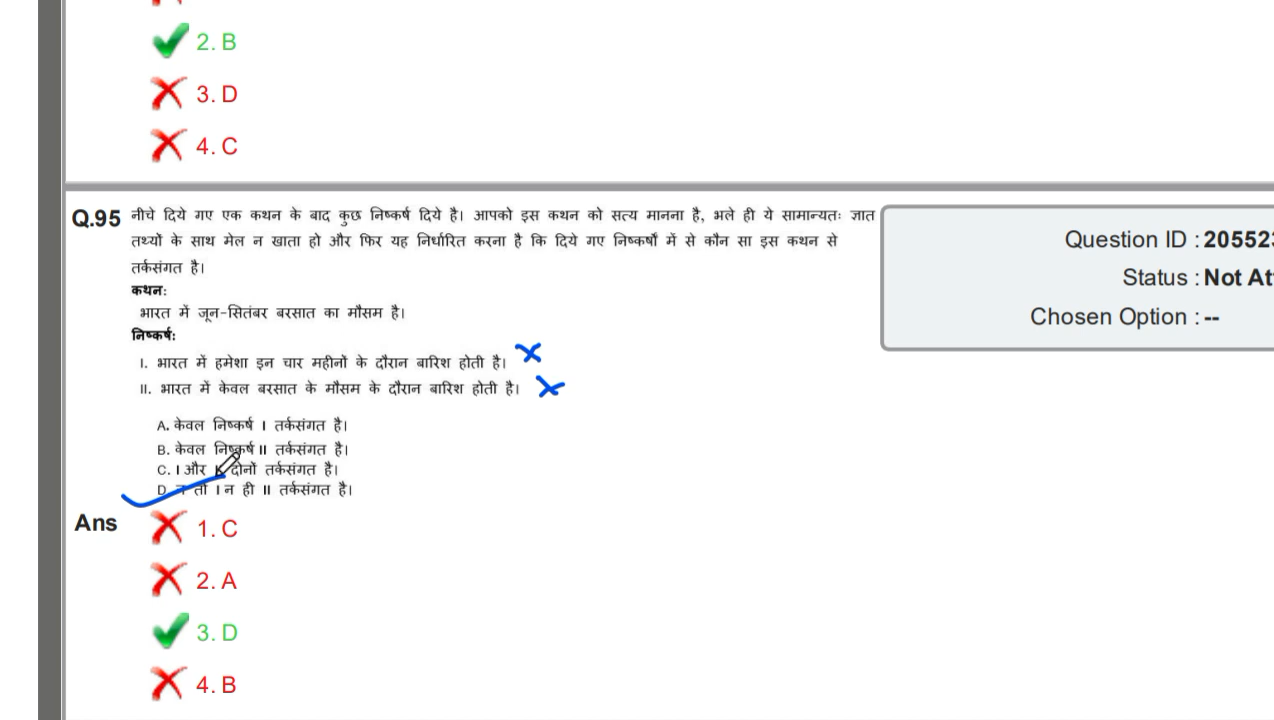 2. B
3. D
4. C
Q.95 नीचे दिये गए एक कथन के बाद कुछ निष्कर्ष दिये है। आपको इस कथन को सत्य मानना है, भले ही ये सामान्यतः ज्ञात
तथ्यों के साथ मेल न खाता हो और फिर यह निर्धारित करना है कि दिये गए निष्कर्षों में से कौन सा इस कथन से
तर्कसंगत है।
कथन:
भारत में जून-सितंबर बरसात का मौसम है।
निष्कर्ष:
I. भारत में हमेशा इन चार महीनों के दौरान बारिश होती है।
II. भारत में केवल बरसात के मौसम के दौरान बारिश होती है।
A. केवल निष्कर्ष I तर्कसंगत है।
B. केवल निष्कर्ष II तर्कसंगत है।
C. I और दोनों तर्कसंगत है।
D. तो I न ही II तर्कसंगत है।
Ans
1. C
2. A
3. D
4. B
Question ID : 20552
Status : Not At
Chosen Option : --